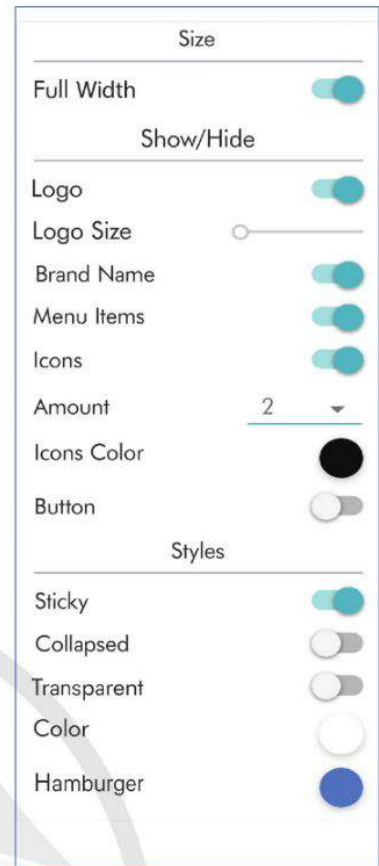 Size
Full Width
Show/Hide
Logo
Logo Size
Brand Name
Menu Items
Icons
Amount 2
Icons Color
Button
Styles
Sticky
Collapsed
Transparent
Color
Hamburger